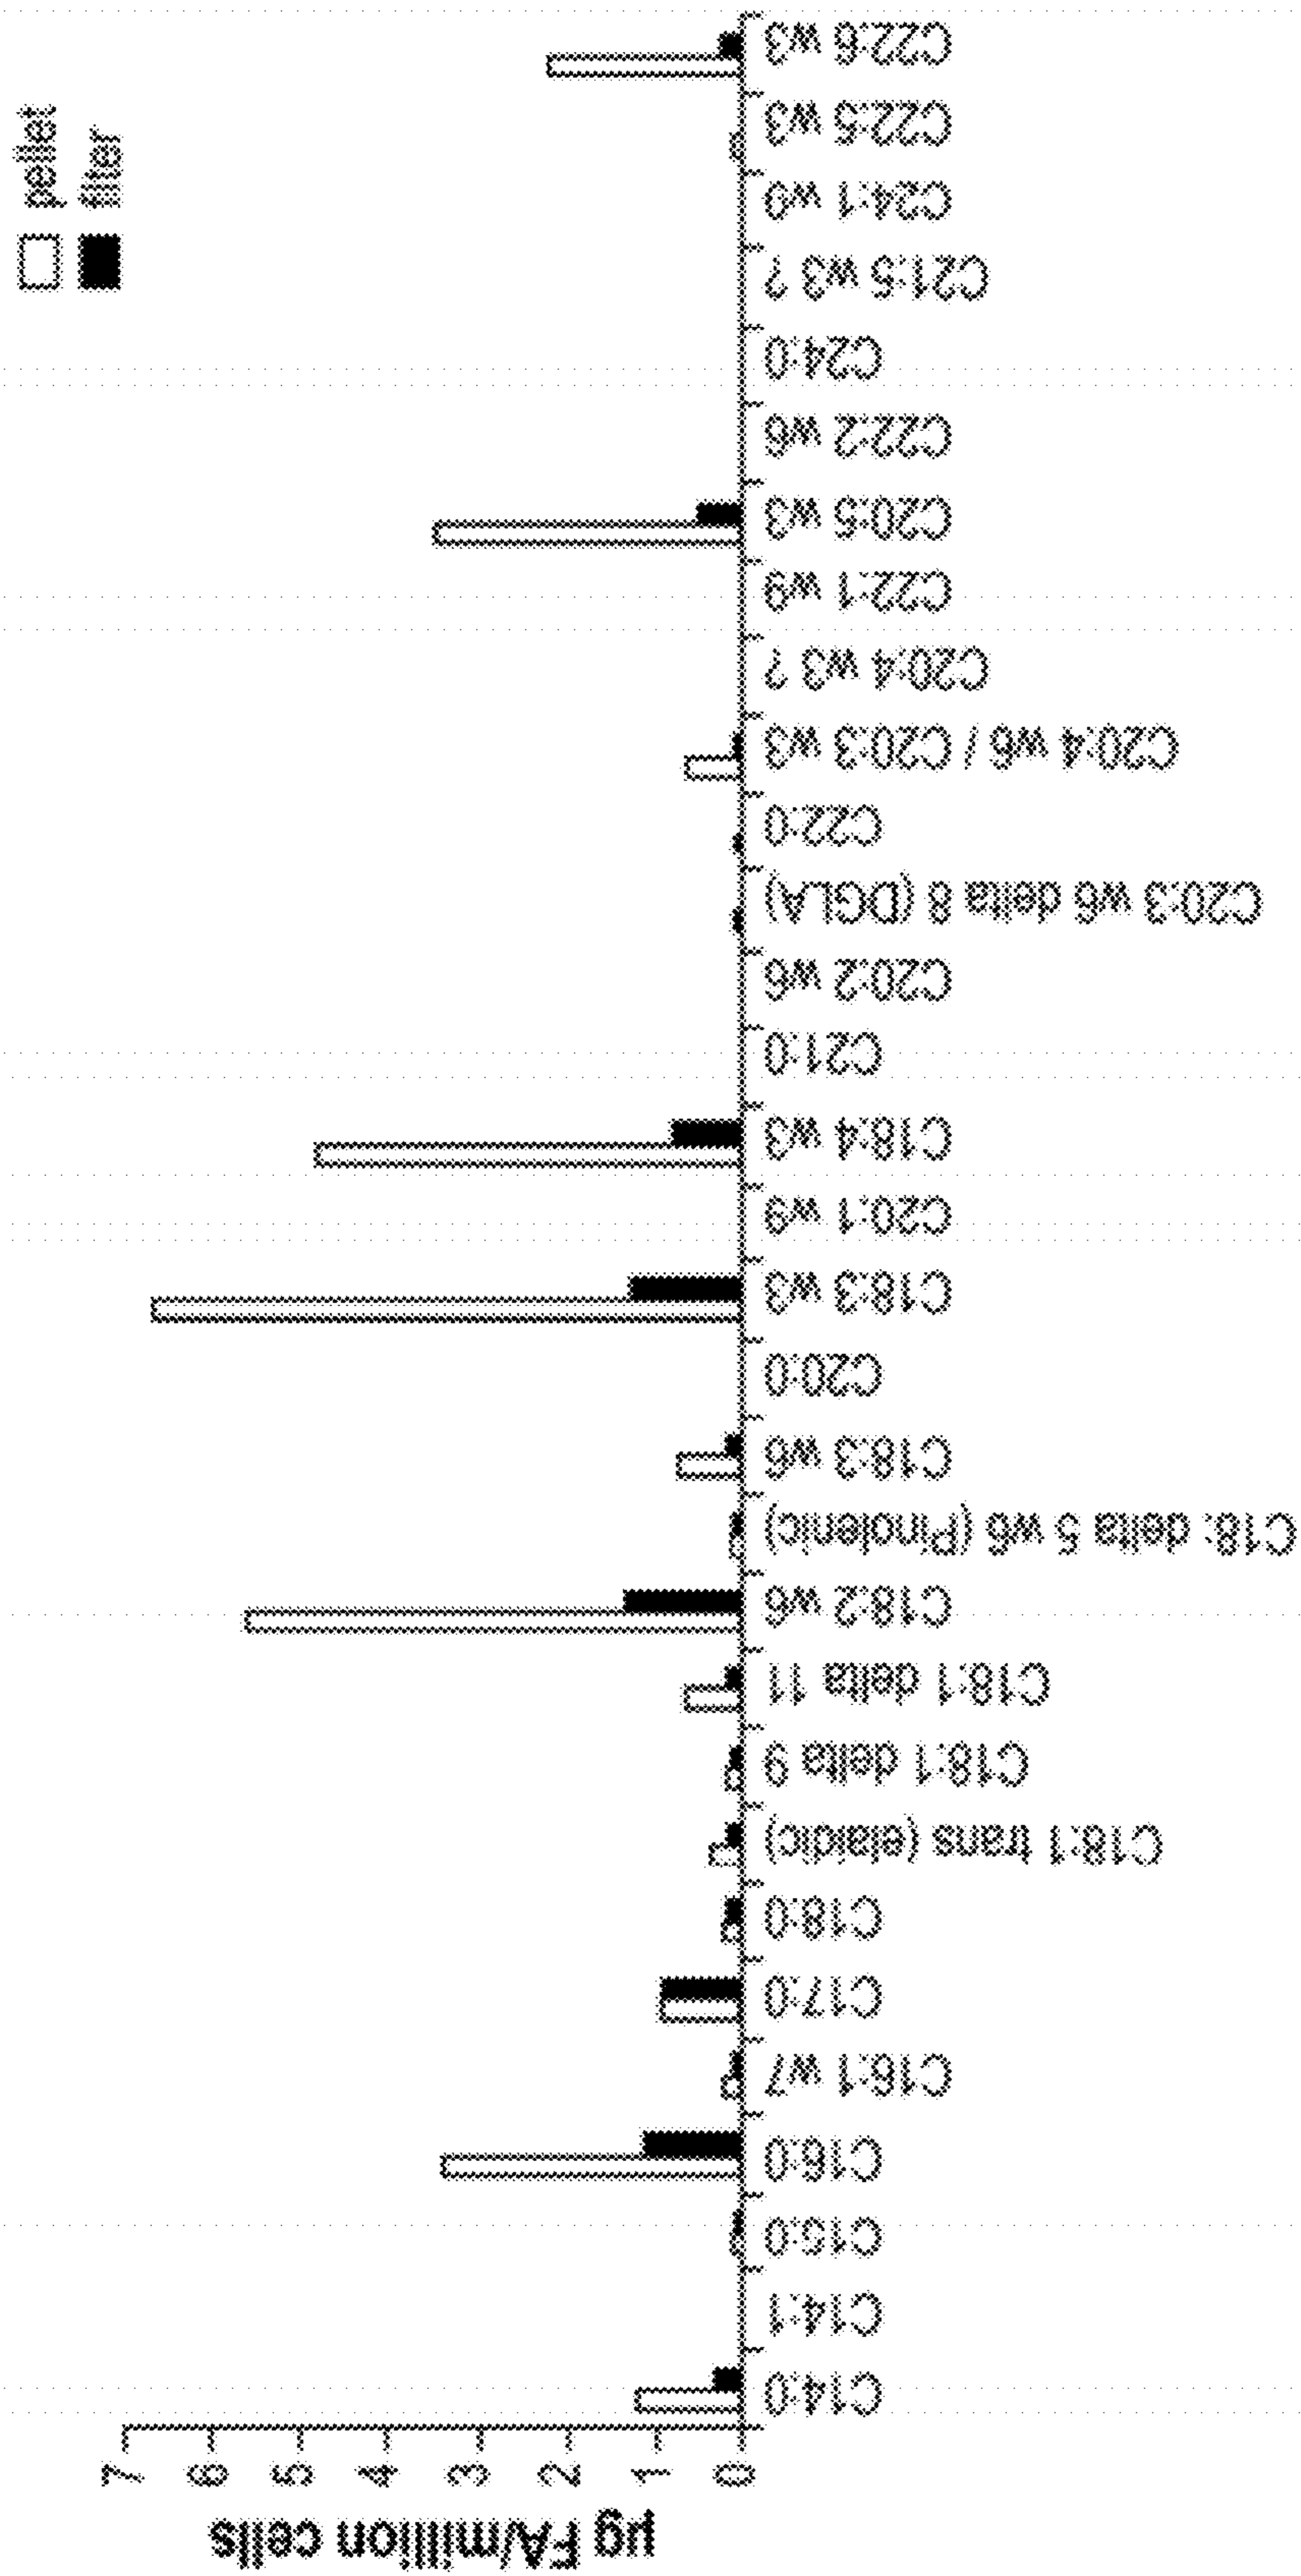 pellet
filter
µg FA/million cells
7
6
5
4
3
2
1
0
C14:0
C14:1
C15:0
C16:0
C16:1 w7
C17:0
C18:0
C18:1 trans (elaidic)
C18:1 delta 9
C18:1 delta 11
C18:2 w6
C18: delta 5 w6 (Pinolenic)
C18:3 w6
C20:0
C18:3 w3
C20:1 w9
C18:4 w3
C21:0
C20:2 w6
C20:3 w6 delta 8 (DGLA)
C22:0
C20:4 w6 / C20:3 w3
C20:4 w3 ?
C22:1 w9
C20:5 w3
C22:2 w6
C24:0
C21:5 w3 ?
C24:1 w9
C22:5 w3
C22:6 w3